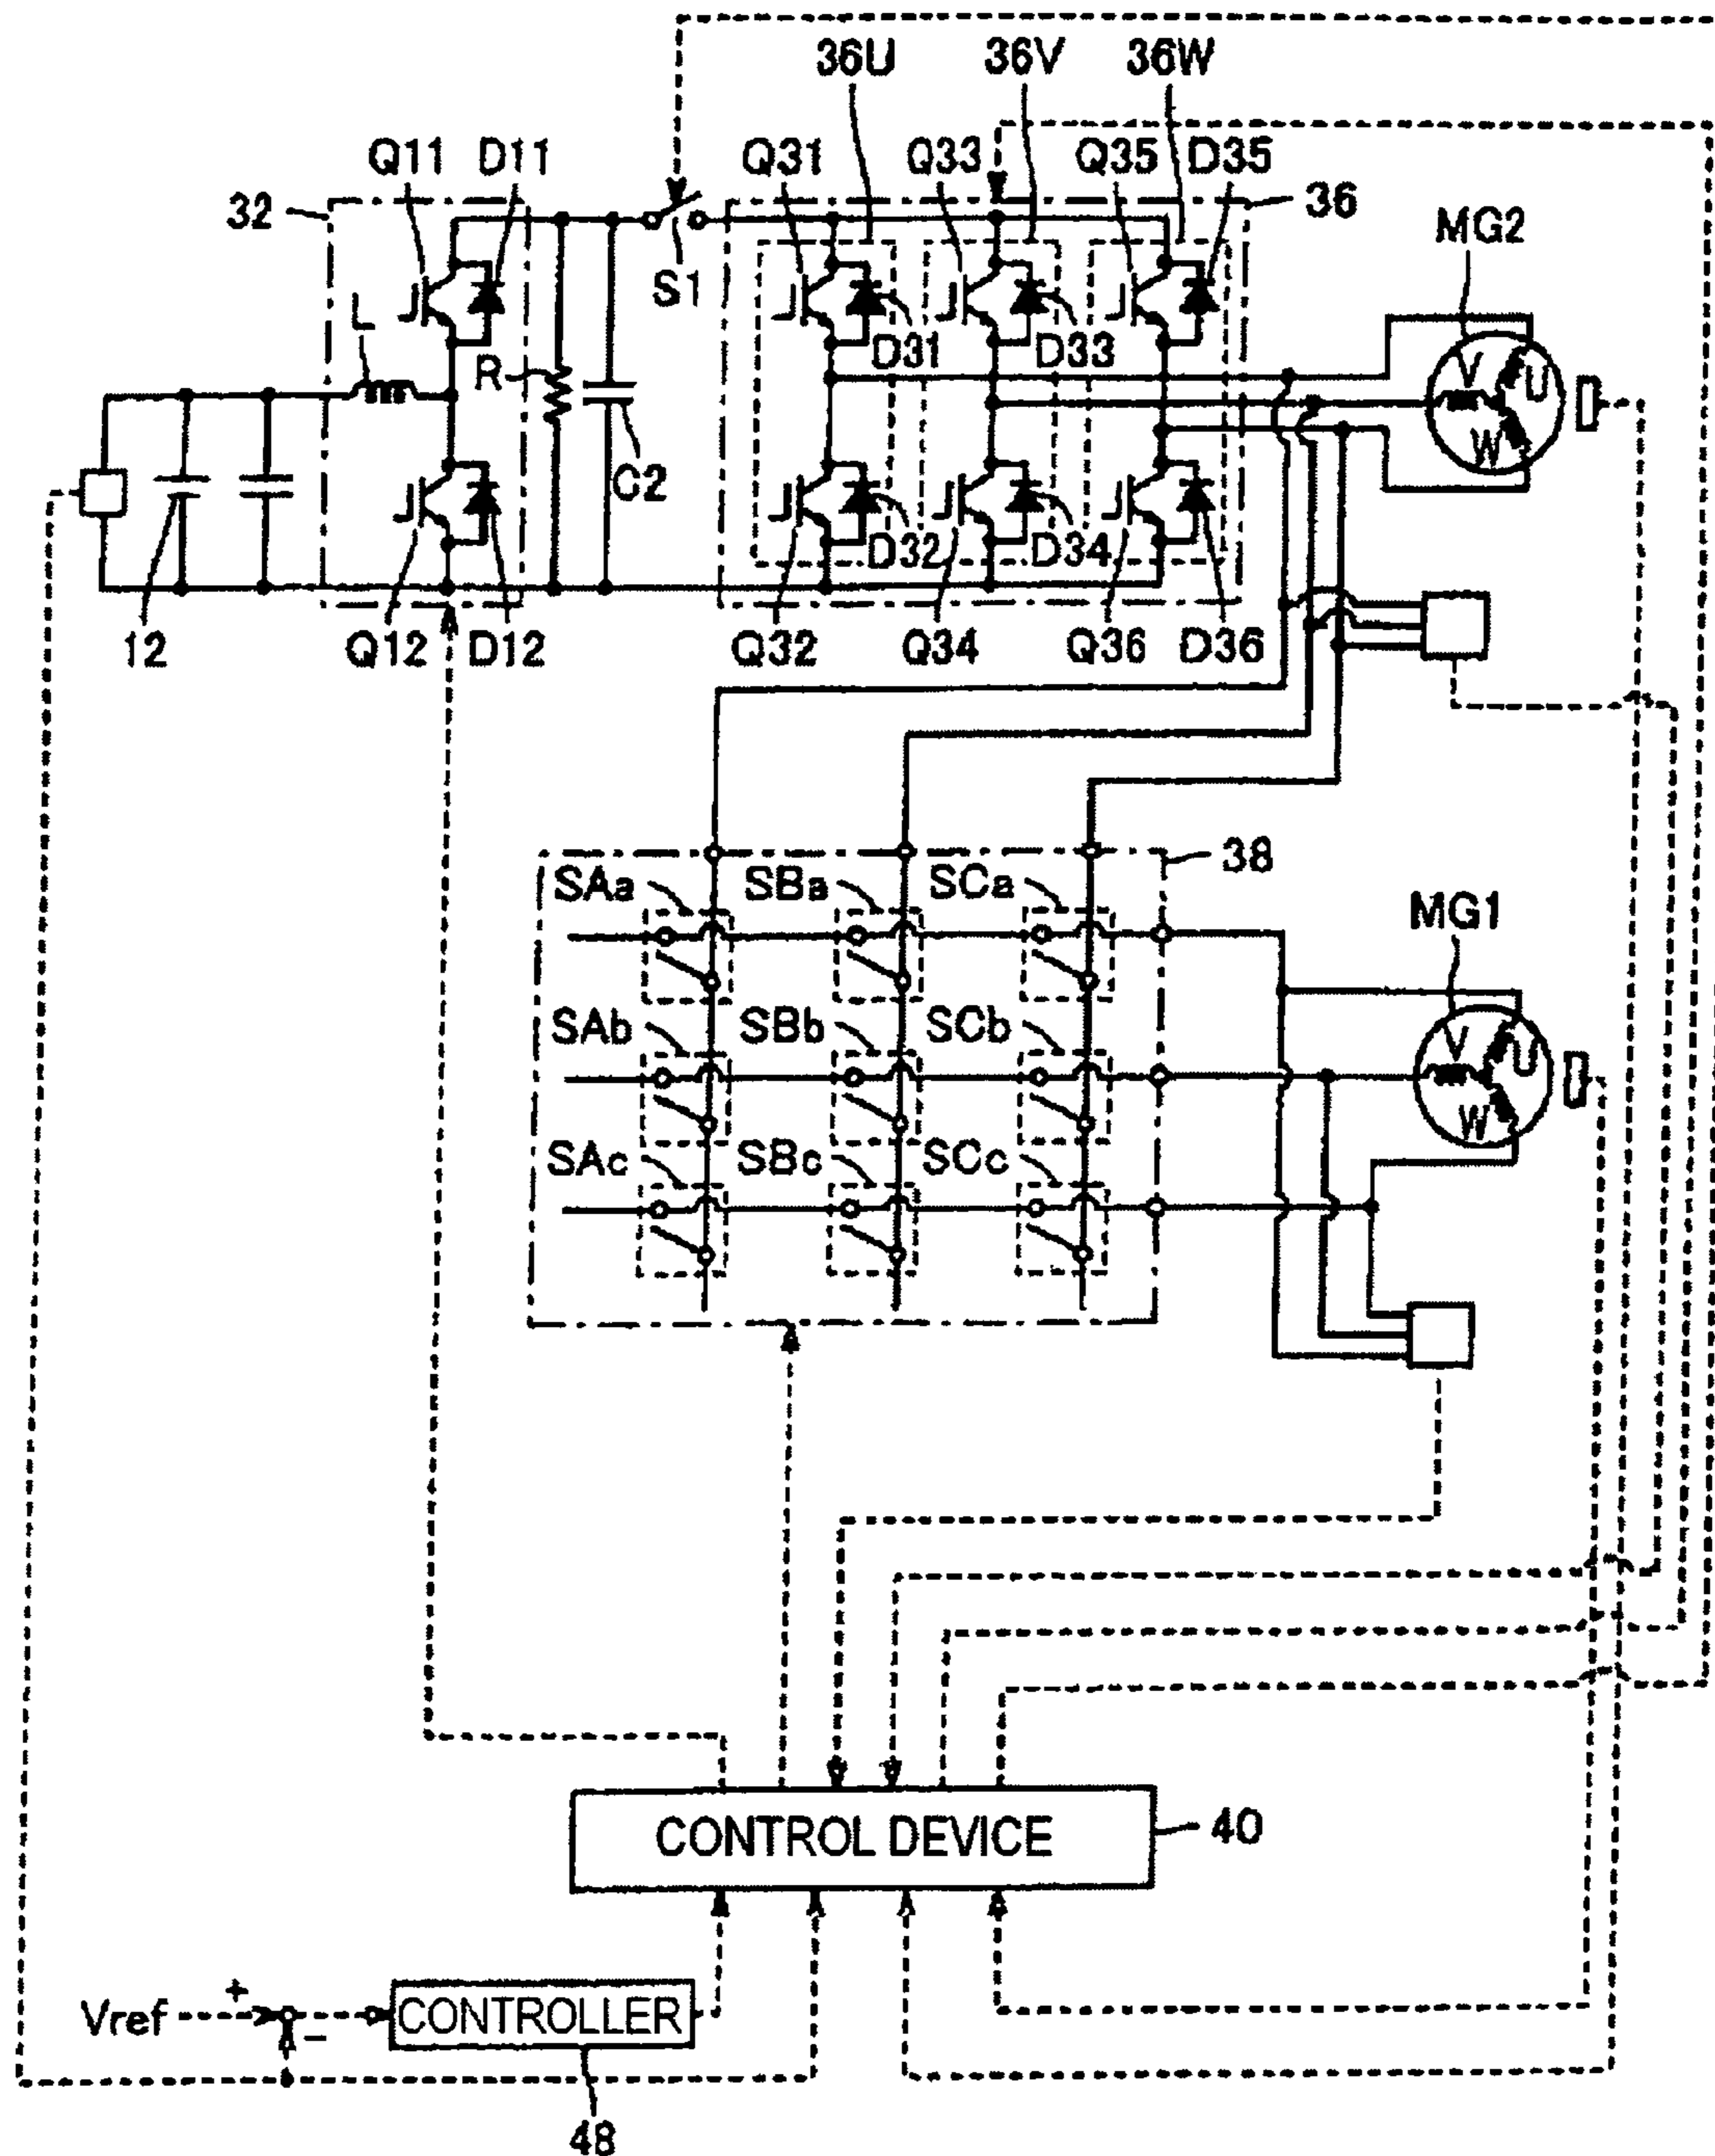 36U 36V 36W
Q11 D11 Q31 Q33 Q35 D35
32 36
MG2
S1
L
D31 D33
R
V U
W
C2
D32 D34
12 Q12 D12 Q32 Q34 Q36 D36
38
SAa SBa SCa
MG1
SAb SBb SCb
V U
W
SAc SBc SCc
CONTROL DEVICE
40
+
Vref
CONTROLLER
−
48